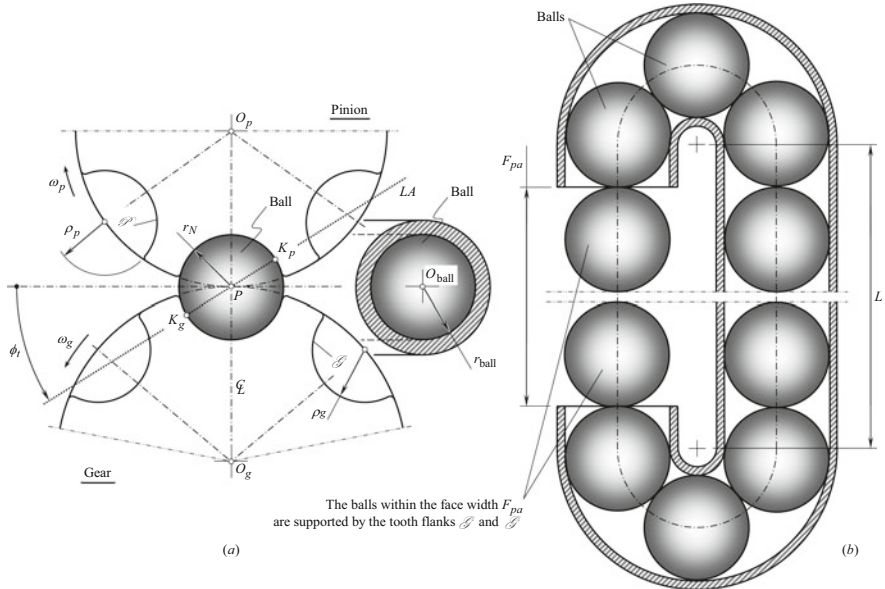 Pinion
O_p
ω_p
ρ_p
𝒫
r_N
Ball
LA
K_p
Ball
O_ball
P
K_g
ω_g
ϕ_t
𝒢
r_ball
ρ_g
℄
O_g
Gear
(a)
Balls
F_pa
L
The balls within the face width F_pa
are supported by the tooth flanks 𝒢 and 𝒢
(b)